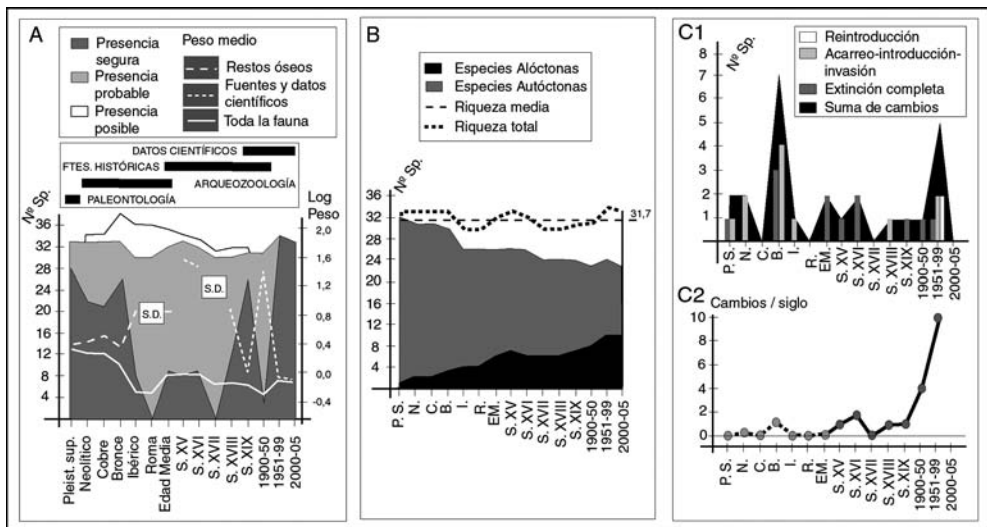 A
Presencia
segura
Presencia
probable
Presencia
posible
Peso medio
Restos óseos
Fuentes y datos
científicos
Toda la fauna
DATOS CIENTÍFICOS
FTES. HISTÓRICAS
ARQUEOZOOLOGÍA
PALEONTOLOGÍA
Nº Sp.
Log
Peso
36
32
28
24
20
16
12
8
4
S.D.
S.D.
2,0
1,6
1,2
0,8
0,4
0,0
-0,4
Pleist. sup.
Neolítico
Cobre
Bronce
Ibérico
Roma
Edad Media
S. XV
S. XVI
S. XVII
S. XVIII
S. XIX
1900-50
1951-99
2000-05
B
Especies Alóctonas
Especies Autóctonas
Riqueza media
Riqueza total
Nº Sp.
36
32
28
24
20
16
12
8
4
31,7
P. S.
N.
C.
B.
I.
R.
EM.
S. XV
S. XVI
S. XVII
S. XVIII
S. XIX
1900-50
1951-99
2000-05
C1
Nº Sp.
Reintroducción
Acarreo-introducción-
invasión
Extinción completa
Suma de cambios
8
7
6
5
4
3
2
1
P. S.
N.
C.
B.
I.
R.
EM.
S. XV
S. XVI
S. XVII
S. XVIII
S. XIX
1900-50
1951-99
2000-05
C2
Cambios / siglo
10
8
6
4
2
0
P. S.
N.
C.
B.
I.
R.
EM.
S. XV
S. XVI
S. XVII
S. XVIII
S. XIX
1900-50
1951-99
2000-05